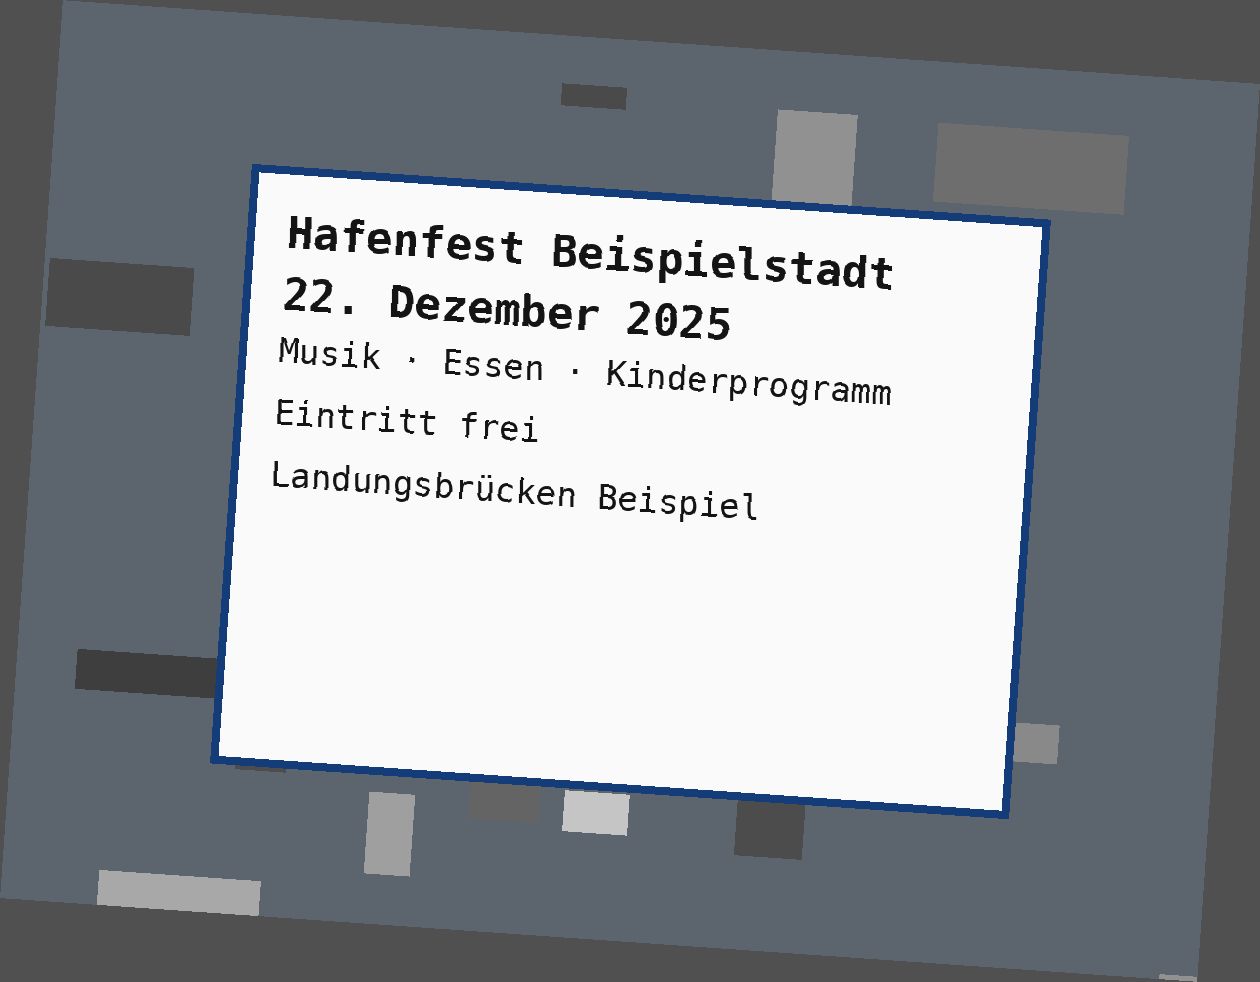 Hafenfest Beispielstadt
22. Dezember 2025
Musik · Essen · Kinderprogramm
Eintritt frei
Landungsbrücken Beispiel